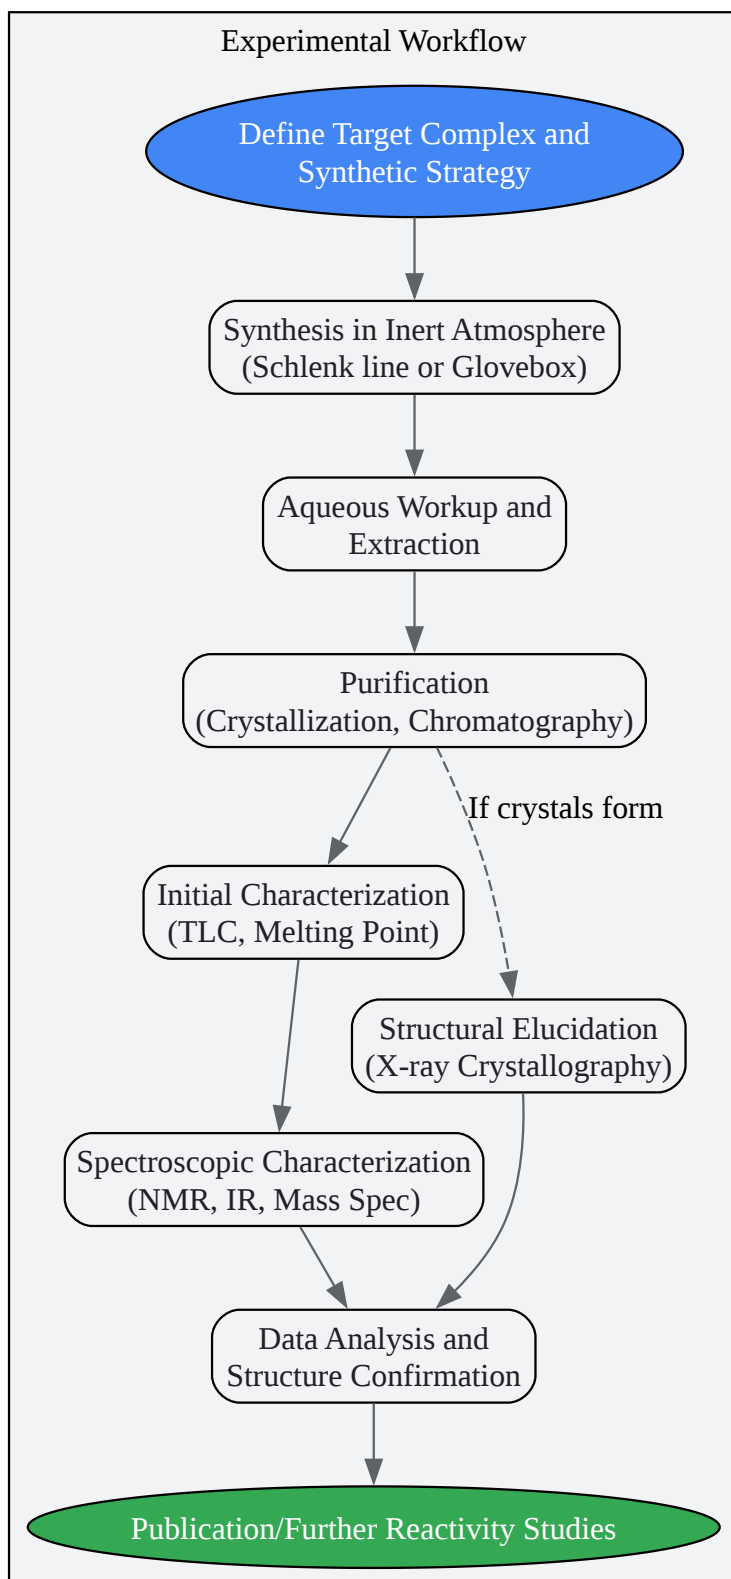 Experimental Workflow
Define Target Complex and
Synthetic Strategy
Synthesis in Inert Atmosphere
(Schlenk line or Glovebox)
Aqueous Workup and
Extraction
Purification
(Crystallization, Chromatography)
If crystals form
Initial Characterization
(TLC, Melting Point)
Structural Elucidation
(X-ray Crystallography)
Spectroscopic Characterization
(NMR, IR, Mass Spec)
Data Analysis and
Structure Confirmation
Publication/Further Reactivity Studies